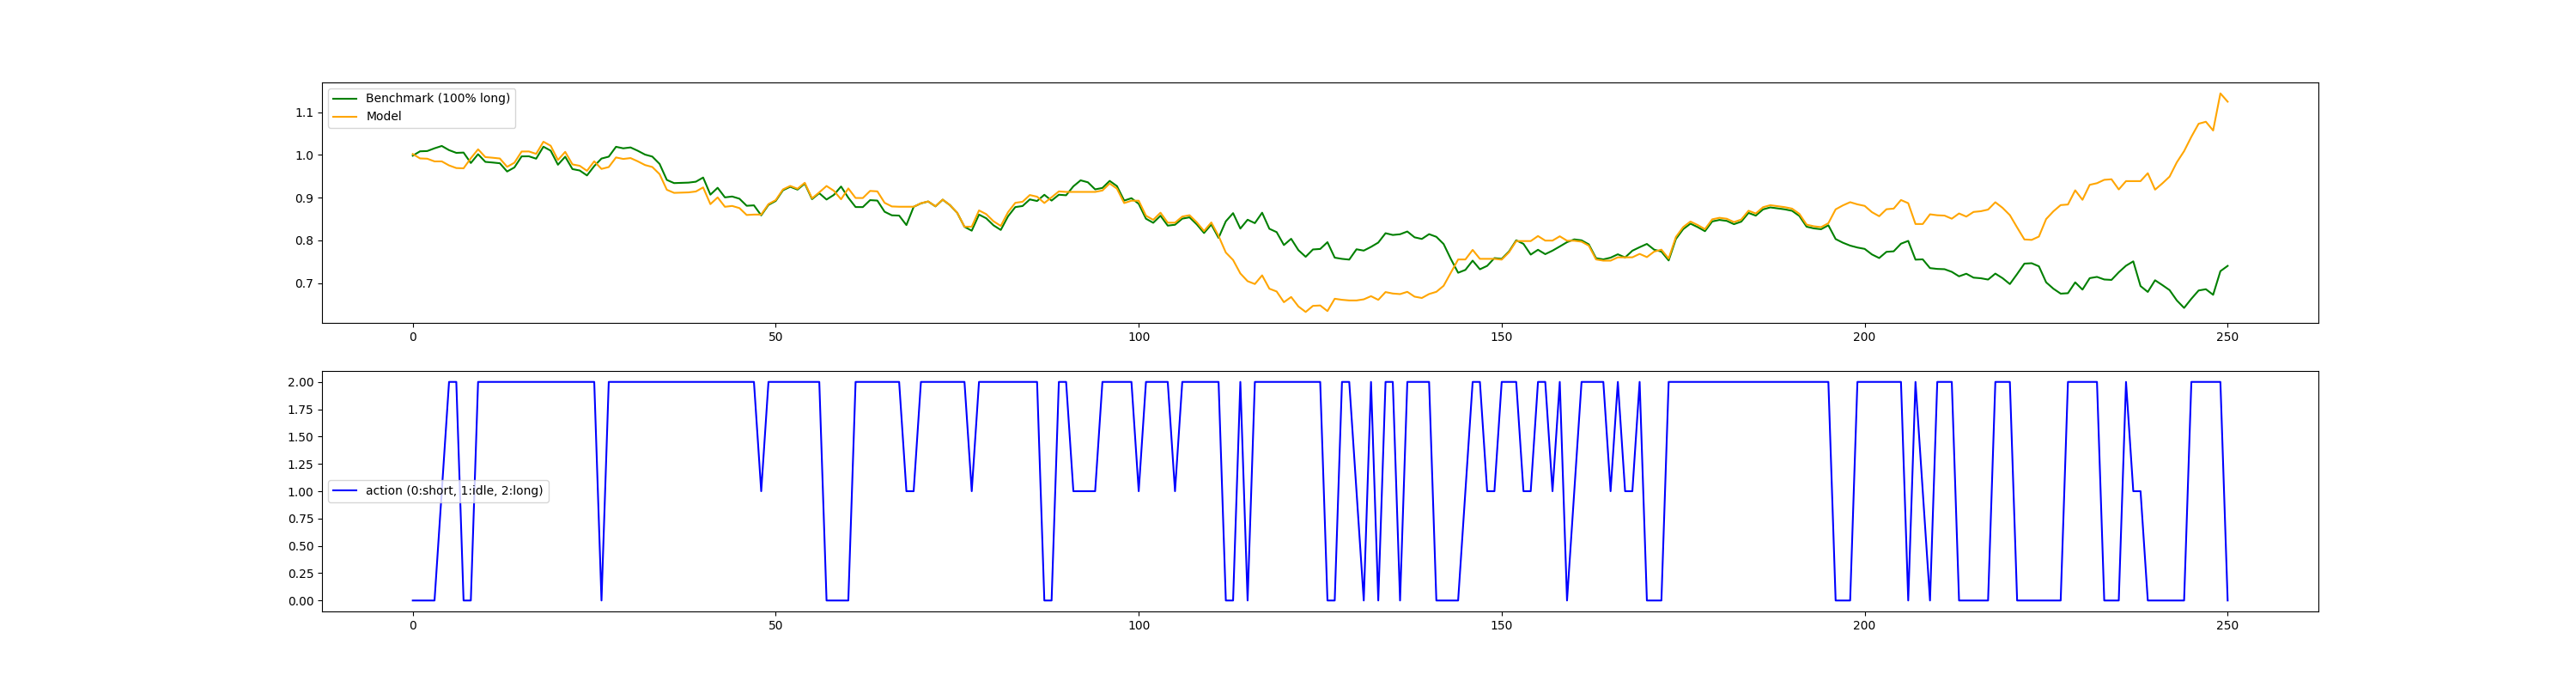 Benchmark (100% long)
Model
1.1
1.0
0.9
0.8
0.7
0 50 100 150 200 250
2.00
1.75
1.50
1.25
1.00
0.75
0.50
0.25
0.00
action (0:short, 1:idle, 2:long)
0 50 100 150 200 250